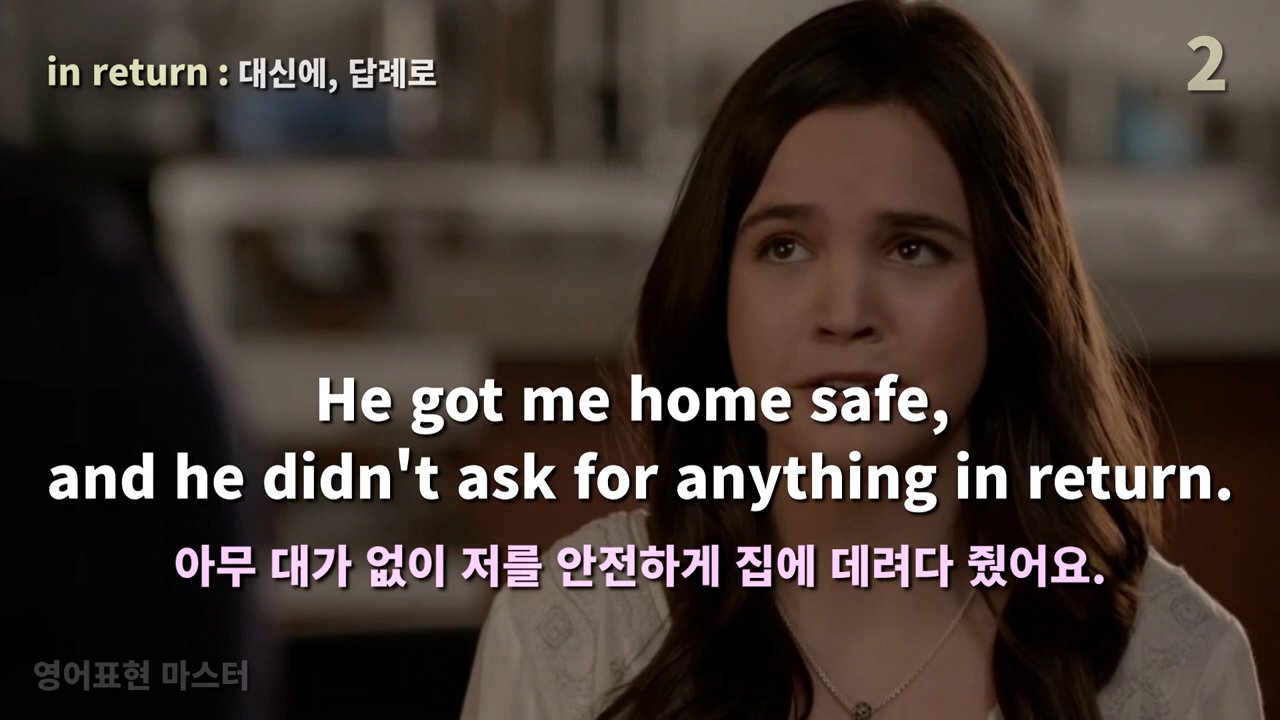 in return : 대신에, 답례로
2
He got me home safe,
and he didn't ask for anything in return.
아무 대가 없이 저를 안전하게 집에 데려다 줬어요.
영어표현 마스터